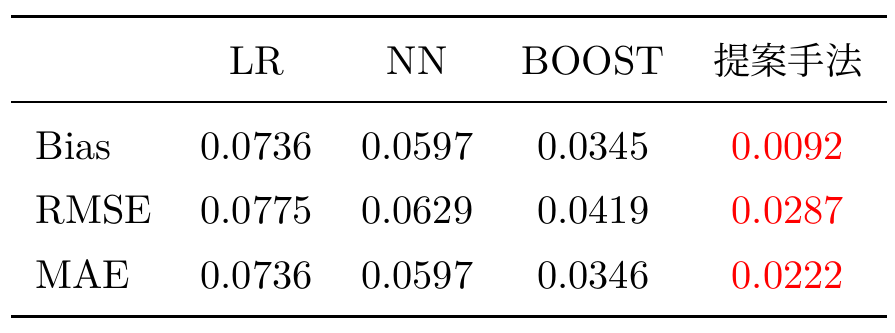 LR NN BOOST 提案手法
Bias 0.0736 0.0597 0.0345 0.0092
RMSE 0.0775 0.0629 0.0419 0.0287
MAE 0.0736 0.0597 0.0346 0.0222